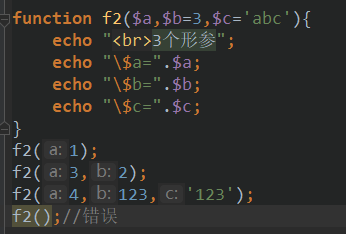 function f2($a,$b=3,$c='abc'){
echo "<br>3个形参";
echo "\$a=".$a;
echo "\$b=".$b;
echo "\$c=".$c;
}
f2( a: 1);
f2( a: 3, b: 2);
f2( a: 4, b: 123, c: '123');
f2();//错误